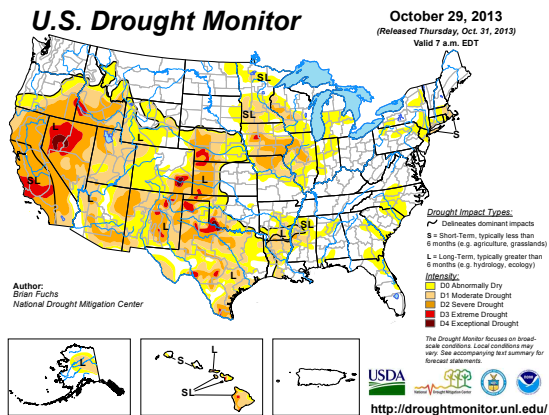 U.S. Drought Monitor
October 29, 2013
(Released Thursday, Oct. 31, 2013)
Valid 7 a.m. EDT
SL
SL
L
S
SL
L
L
L
L
L
SL
L
Drought Impact Types:
Delineates dominant impacts
S = Short-Term, typically less than
6 months (e.g. agriculture, grasslands)
L = Long-Term, typically greater than
6 months (e.g. hydrology, ecology)
Intensity:
D0 Abnormally Dry
D1 Moderate Drought
D2 Severe Drought
D3 Extreme Drought
D4 Exceptional Drought
Author:
Brian Fuchs
National Drought Mitigation Center
The Drought Monitor focuses on broad-
scale conditions. Local conditions may
vary. See accompanying text summary for
forecast statements.
L
L
S
SL
USDA
National Drought Mitigation Center
http://droughtmonitor.unl.edu/